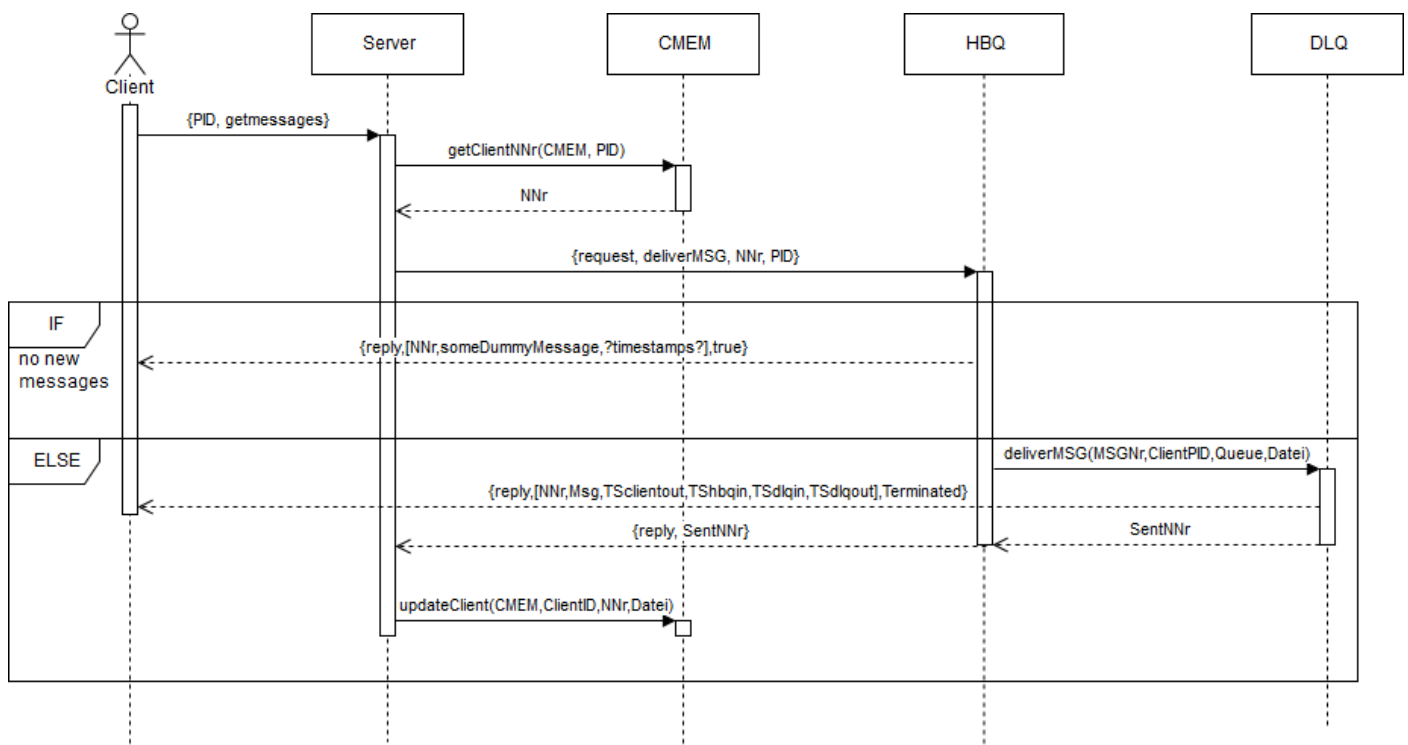 Client
Server
CMEM
HBQ
DLQ
{PID, getmessages}
getClientNNr(CMEM, PID)
NNr
{request, deliverMSG, NNr, PID}
IF
no new
messages
{reply,[NNr,someDummyMessage,?timestamps?],true}
ELSE
deliverMSG(MSGNr,ClientPID,Queue,Datei)
{reply,[NNr,Msg,TSclientout,TShbqin,TSdlqin,TSdlqout],Terminated}
SentNNr
{reply, SentNNr}
updateClient(CMEM,ClientID,NNr,Datei)